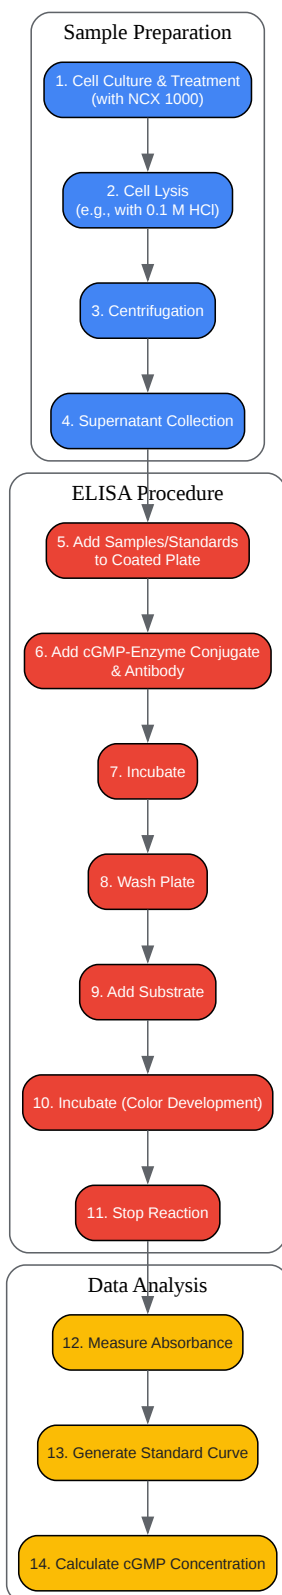 Sample Preparation
1. Cell Culture & Treatment
(with NCX 1000)
2. Cell Lysis
(e.g., with 0.1 M HCl)
3. Centrifugation
4. Supernatant Collection
ELISA Procedure
5. Add Samples/Standards
to Coated Plate
6. Add cGMP-Enzyme Conjugate
& Antibody
7. Incubate
8. Wash Plate
9. Add Substrate
10. Incubate (Color Development)
11. Stop Reaction
Data Analysis
12. Measure Absorbance
13. Generate Standard Curve
14. Calculate cGMP Concentration